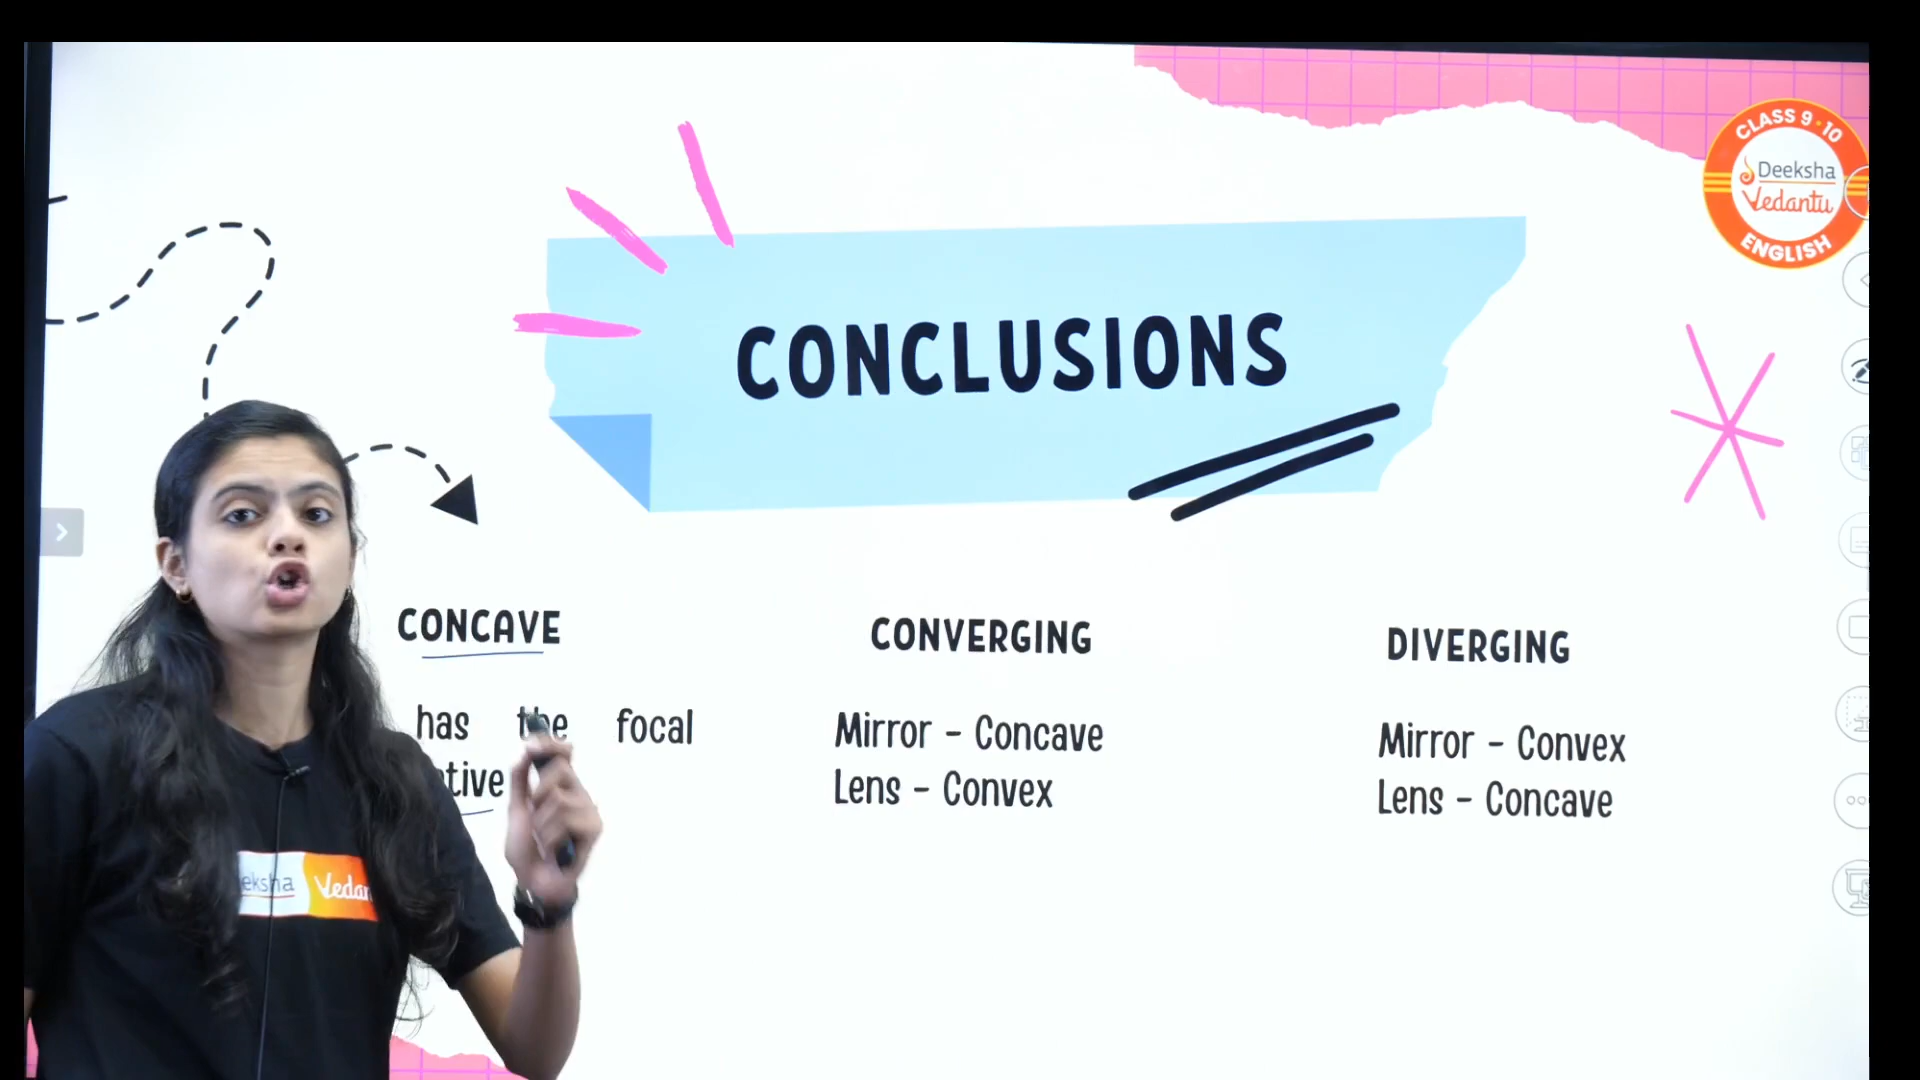 CLASS 9-10
Deeksha
Vedantu
ENGLISH
CONCLUSIONS
CONCAVE
has the focal
CONVERGING
Mirror - Concave
Lens - Convex
DIVERGING
Mirror - Convex
Lens - Concave